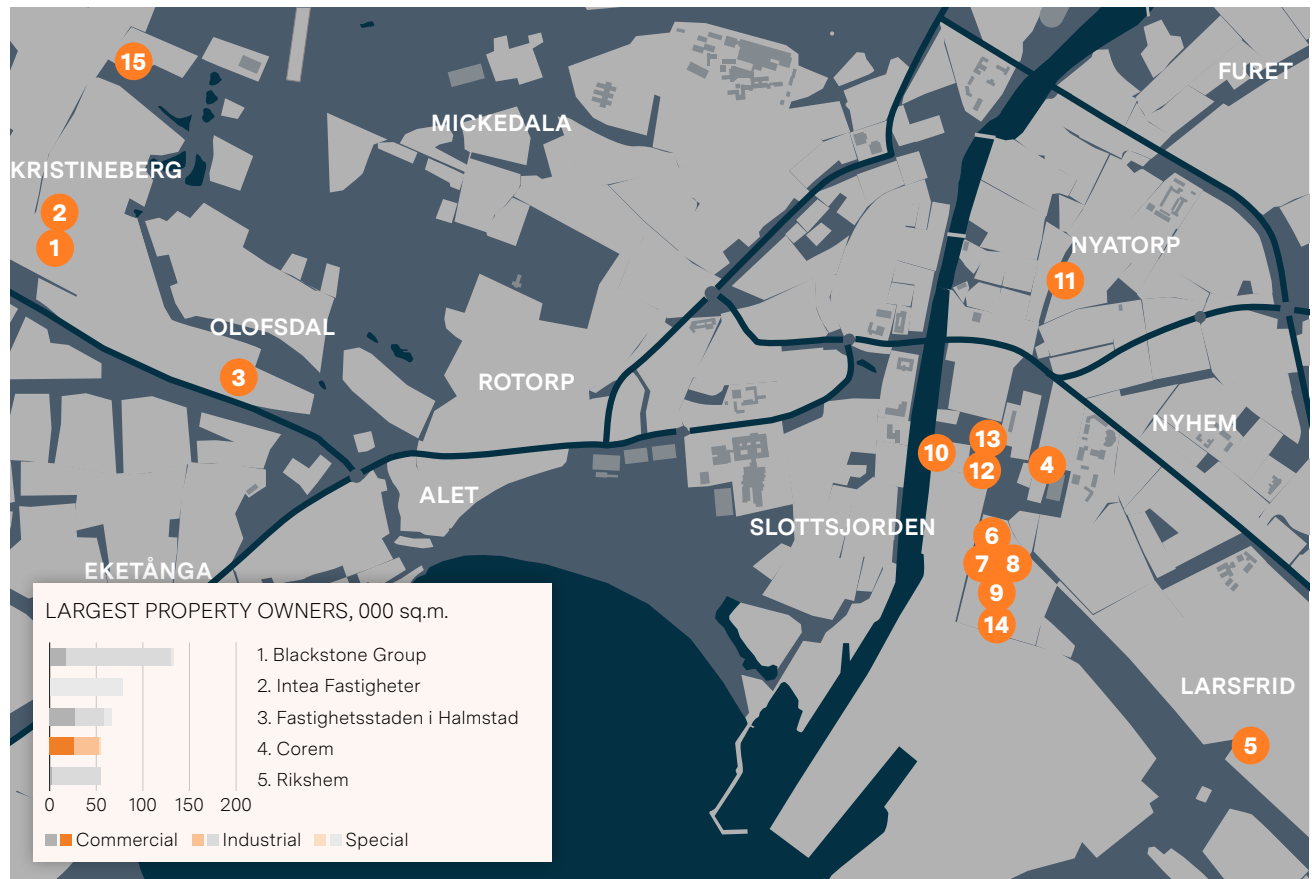 15
FURET
MICKEDALA
KRISTINEBERG
2
1
NYATORP
11
OLOFSDAL
3
ROTORP
NYHEM
13
10
12
4
ALET
SLOTTSJORDEN
6
7
8
9
14
EKETÅNGA
LARSFRID
5
LARGEST PROPERTY OWNERS, 000 sq.m.
1. Blackstone Group
2. Intea Fastigheter
3. Fastighetsstaden i Halmstad
4. Corem
5. Rikshem
0 50 100 150 200
Commercial Industrial Special